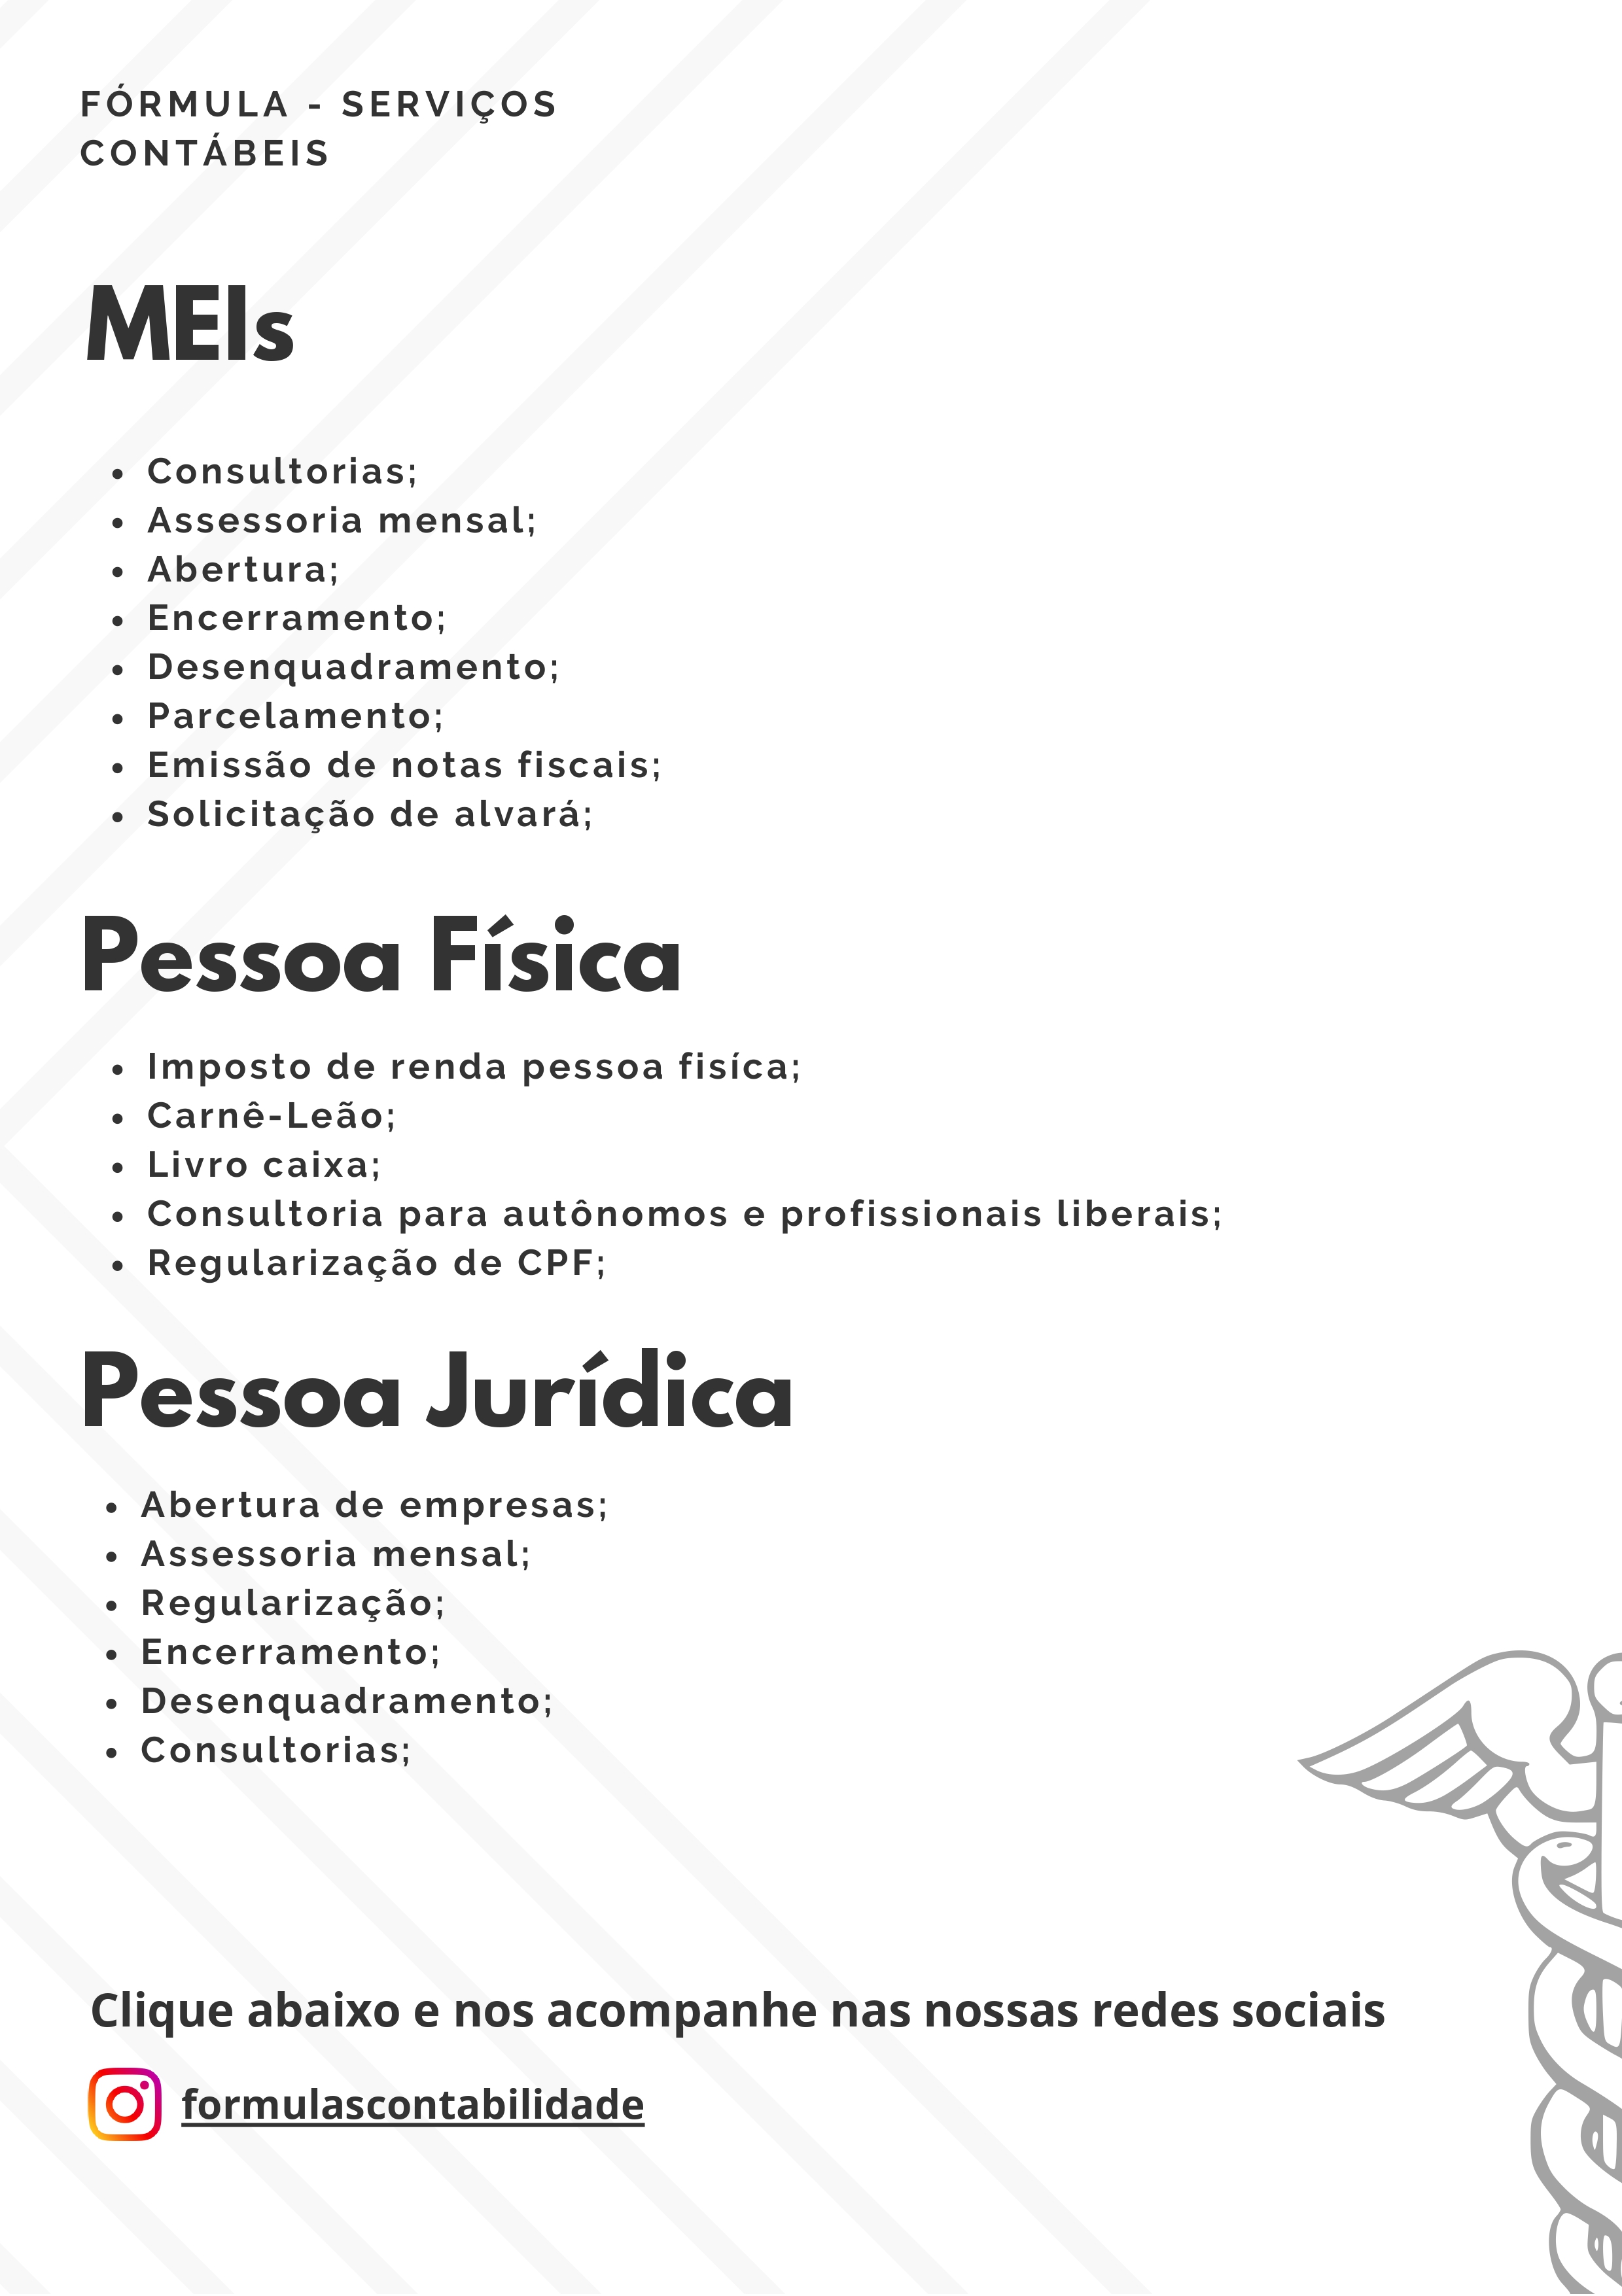 FÓRMULA - SERVIÇOS
CONTÁBEIS
MEIs
• Consultorias;
• Assessoria mensal;
• Abertura;
• Encerramento;
• Desenquadramento;
• Parcelamento;
• Emissão de notas fiscais;
• Solicitação de alvará;
Pessoa Física
• Imposto de renda pessoa fisíca;
• Carnê-Leão;
• Livro caixa;
• Consultoria para autônomos e profissionais liberais;
• Regularização de CPF;
Pessoa Jurídica
• Abertura de empresas;
• Assessoria mensal;
• Regularização;
• Encerramento;
• Desenquadramento;
• Consultorias;
Clique abaixo e nos acompanhe nas nossas redes sociais
formulascontabilidade